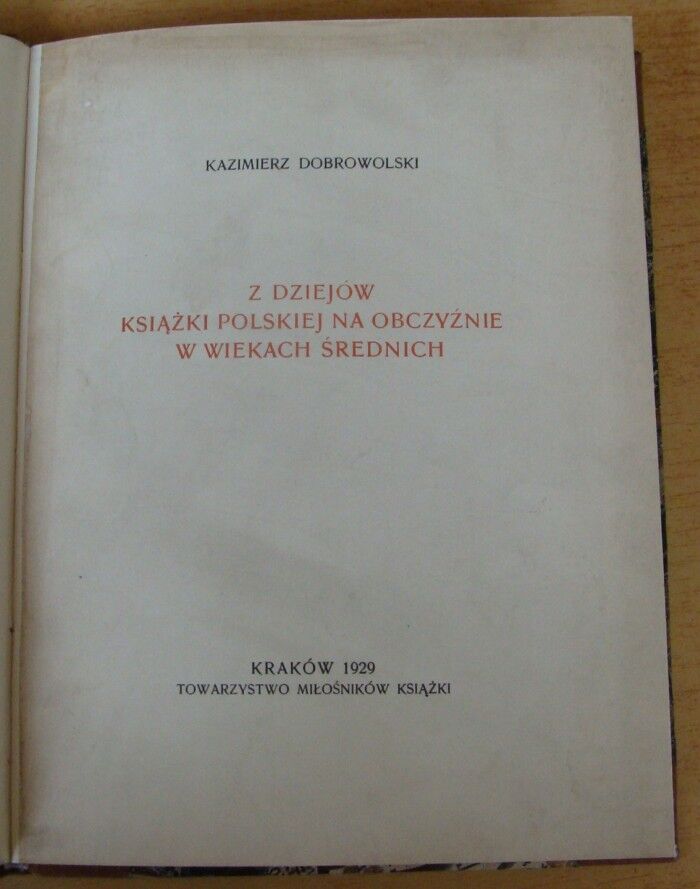 KAZIMIERZ DOBROWOLSKI
Z DZIEJÓW
KSIĄŻKI POLSKIEJ NA OBCZYŹNIE
W WIEKACH ŚREDNICH
KRAKÓW 1929
TOWARZYSTWO MIŁOŚNIKÓW KSIĄŻKI